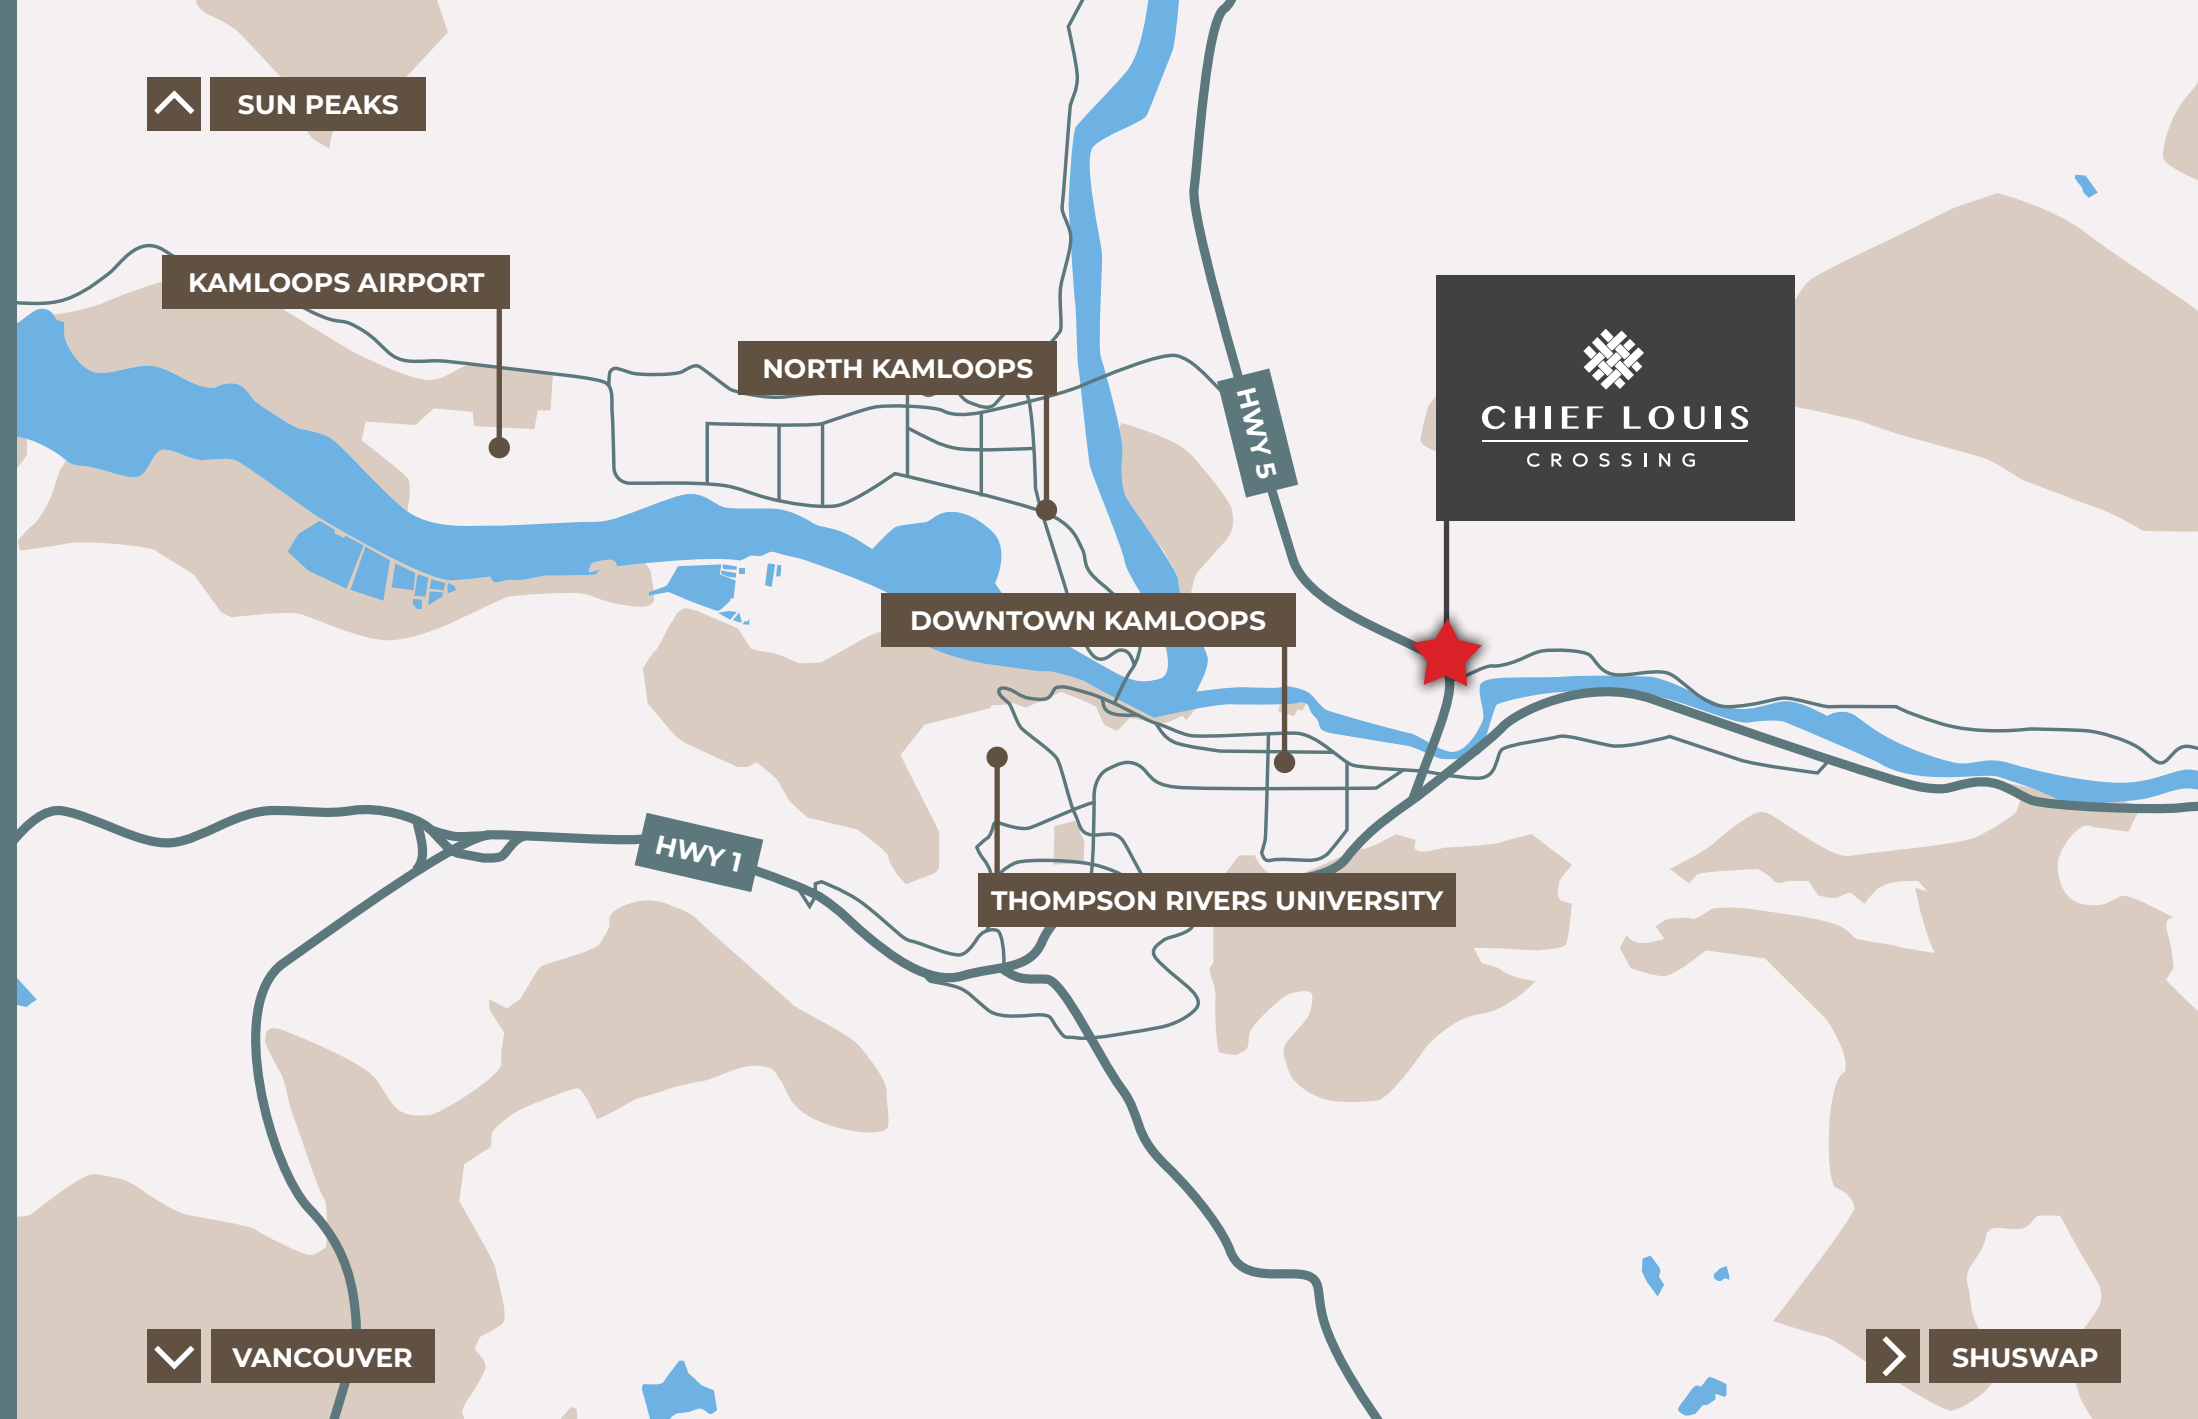 SUN PEAKS
KAMLOOPS AIRPORT
NORTH KAMLOOPS
HWY 5
CHIEF LOUIS
CROSSING
DOWNTOWN KAMLOOPS
HWY 1
THOMPSON RIVERS UNIVERSITY
VANCOUVER
SHUSWAP